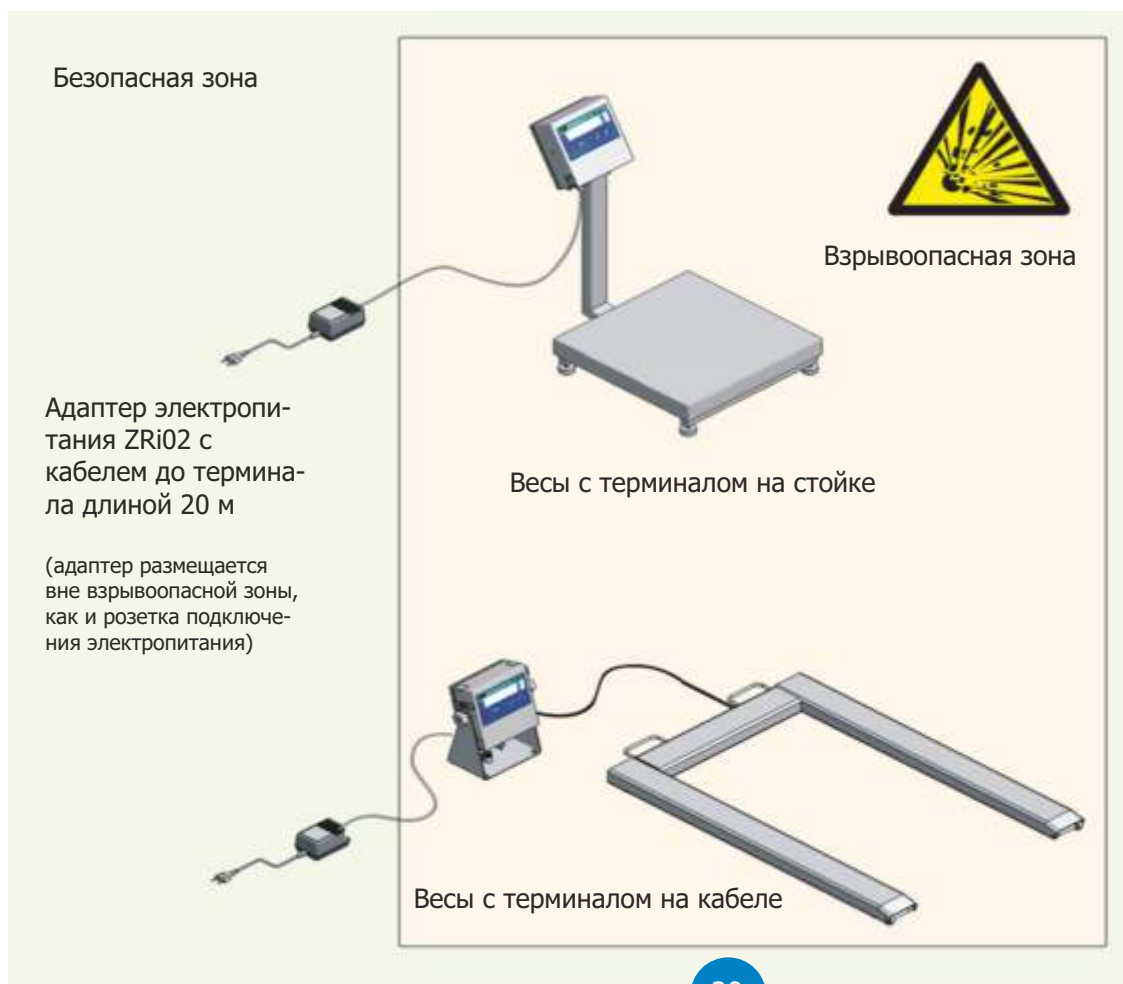 Безопасная зона
Взрывоопасная зона
Адаптер электропи-
тания ZRi02 с
кабелем до термина-
ла длиной 20 м
Весы с терминалом на стойке
(адаптер размещается
вне взрывоопасной зоны,
как и розетка подключе-
ния электропитания)
Весы с терминалом на кабеле